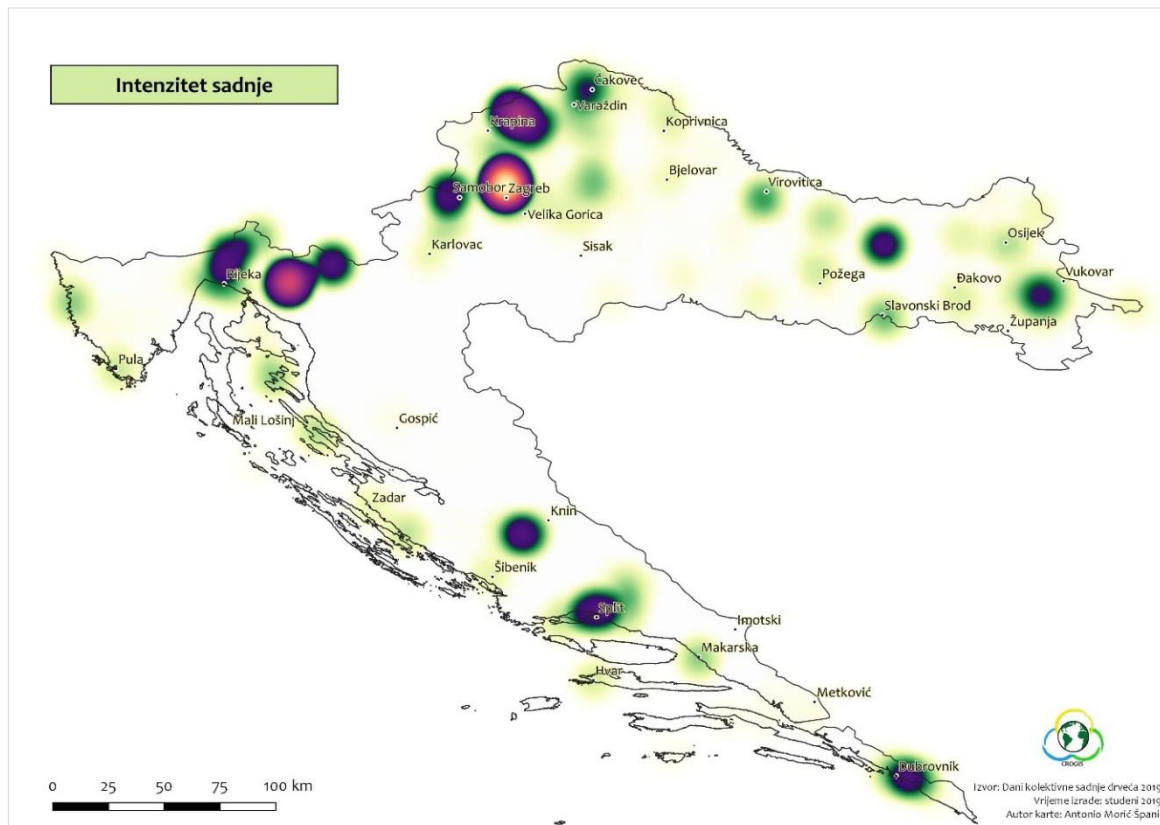 Intenzitet sadnje
Čakovec
Varaždin
Krapina
Koprivnica
Bjelovar
Samobor
Zagreb
Virovitica
Velika Gorica
Karlovac
Sisak
Osijek
Rijeka
Požega
Đakovo
Vukovar
Slavonski Brod
Županja
Pula
Mali Lošinj
Gospić
Zadar
Knin
Šibenik
Split
Imotski
Makarska
Hvar
Metković
Dubrovnik
CROGIS
0 25 50 75 100 km
Izvor: Dani kolektivne sadnje drveća 2019
Vrijeme izrade: studeni 2019
Autor karte: Antonio Morić-Španić